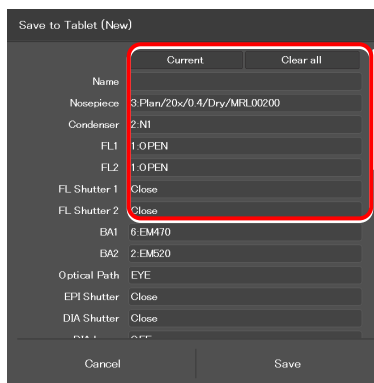 Save to Tablet (New)
Current Clear all
Name
Nosepiece 3:Plan/20x/0.4/Dry/MRL00200
Condenser 2:N1
FL1 1:OPEN
FL2 1:OPEN
FL Shutter 1 Close
FL Shutter 2 Close
BA1 6:EM470
BA2 2:EM520
Optical Path EYE
EPI Shutter Close
DIA Shutter Close
Cancel Save